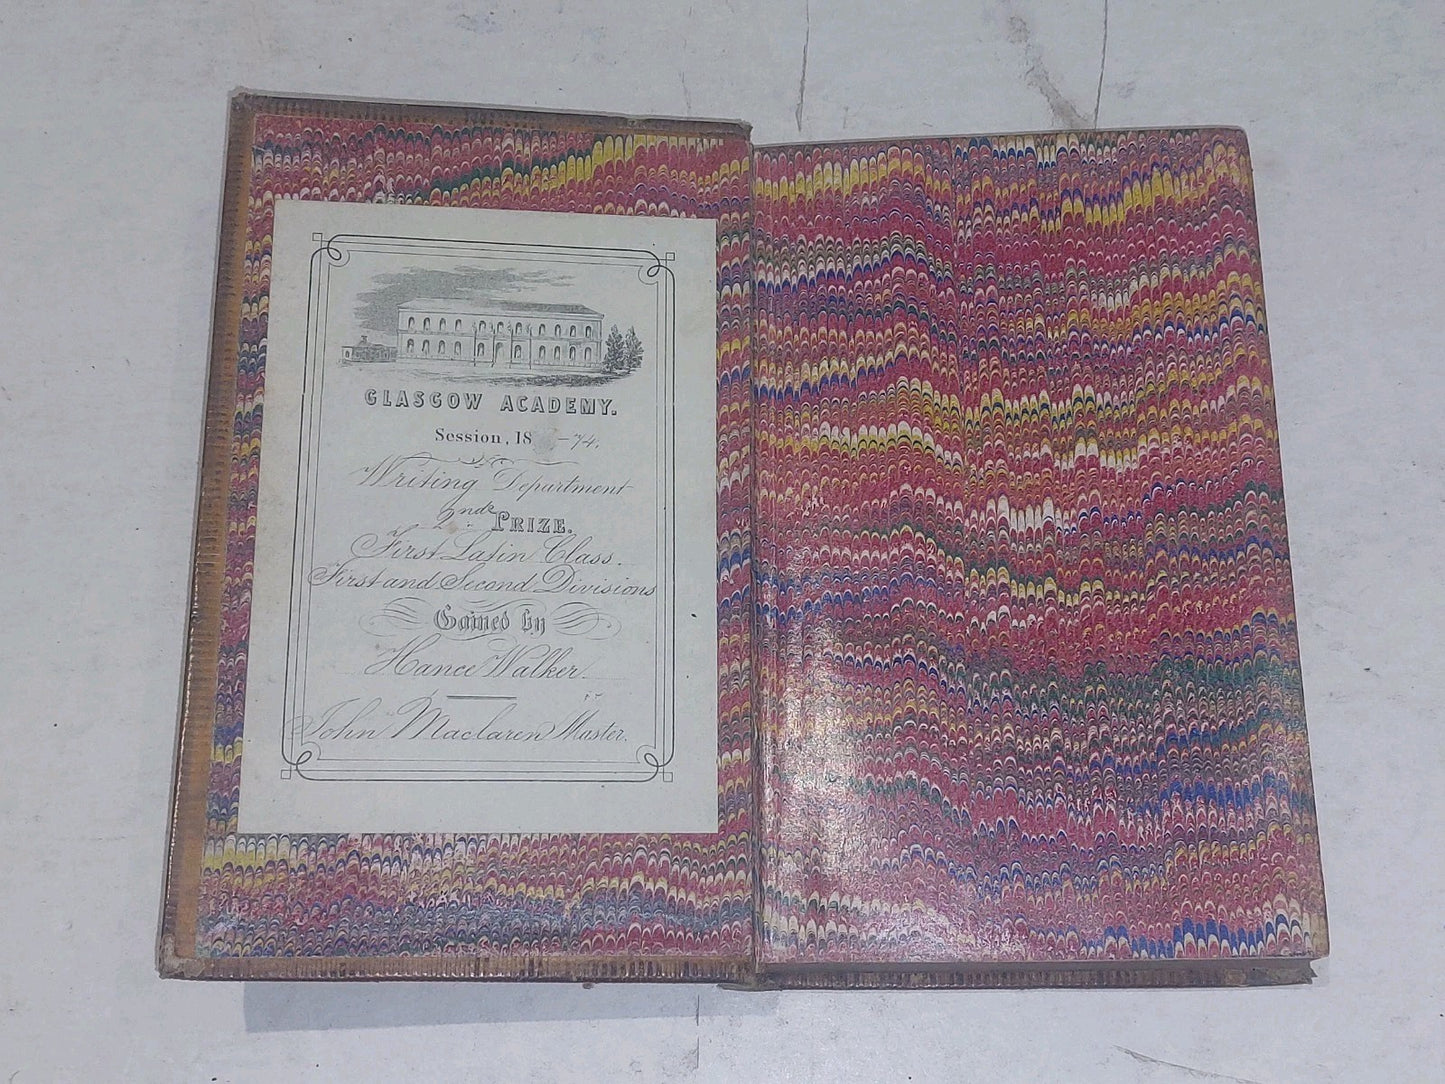 GLASGOW ACADEMY.
Session, 18 -74.
Writing Department
2nd PRIZE.
First Latin Class.
First and Second Divisions
Gained by
Hance Walker.
John Maclaren Master.